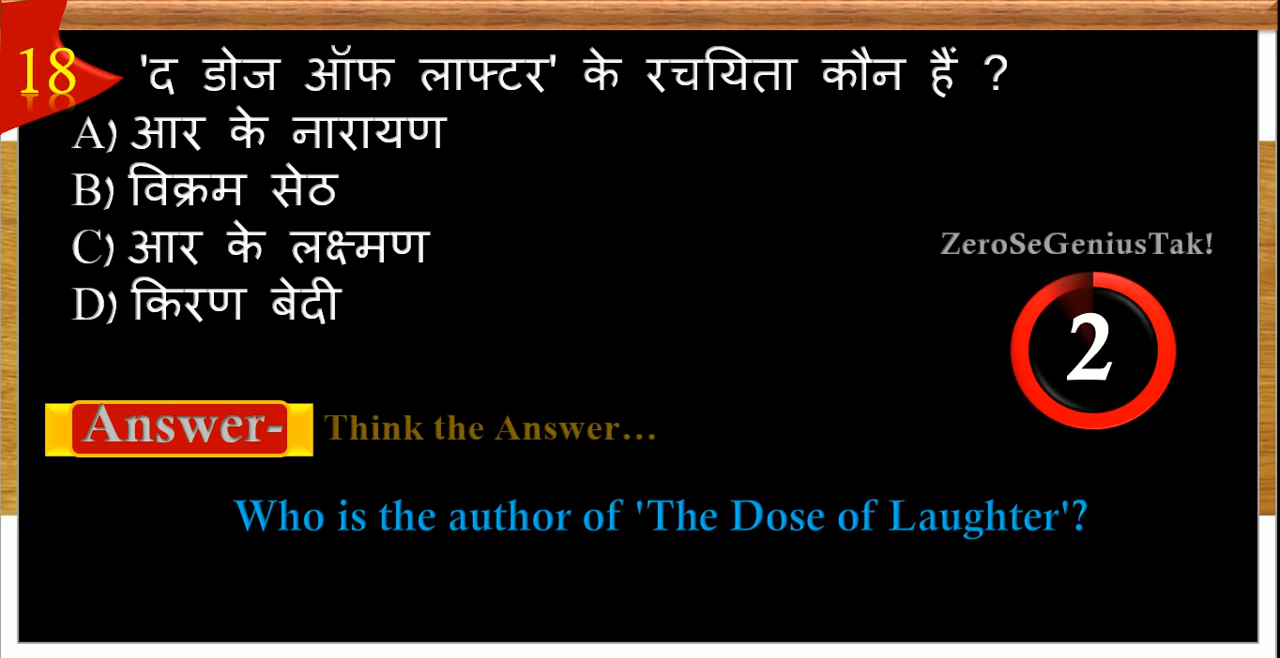 18 'द डोज ऑफ लाफ्टर' के रचयिता कौन हैं ?
A) आर के नारायण
B) विक्रम सेठ
C) आर के लक्ष्मण
D) किरण बेदी
ZeroSeGeniusTak!
2
Answer- Think the Answer...
Who is the author of 'The Dose of Laughter'?